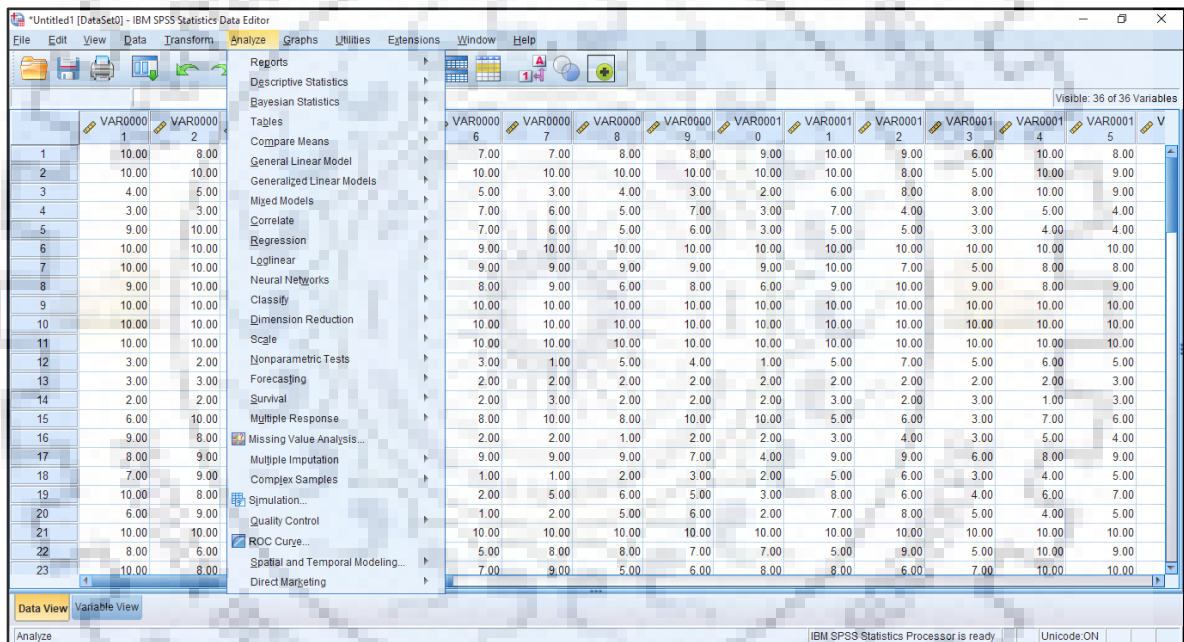 *Untitled1 [DataSet0] - IBM SPSS Statistics Data Editor
File Edit View Data Transform Analyze Graphs Utilities Extensions Window Help
Visible: 36 of 36 Variables
Reports
Descriptive Statistics
Bayesian Statistics
Tables
Compare Means
General Linear Model
Generalized Linear Models
Mixed Models
Correlate
Regression
Loglinear
Neural Networks
Classify
Dimension Reduction
Scale
Nonparametric Tests
Forecasting
Survival
Multiple Response
Missing Value Analysis...
Multiple Imputation
Complex Samples
Simulation...
Quality Control
ROC Curve...
Spatial and Temporal Modeling...
Direct Marketing
VAR00001 VAR00002 VAR00006 VAR00007 VAR00008 VAR00009 VAR00010 VAR00011 VAR00012 VAR00013 VAR00014 VAR00015 V
1 10.00 8.00 7.00 7.00 8.00 8.00 9.00 10.00 9.00 6.00 10.00 8.00
2 10.00 10.00 10.00 10.00 10.00 10.00 10.00 10.00 8.00 5.00 10.00 9.00
3 4.00 5.00 5.00 3.00 4.00 3.00 2.00 6.00 8.00 8.00 10.00 9.00
4 3.00 3.00 7.00 6.00 5.00 7.00 3.00 7.00 4.00 3.00 5.00 4.00
5 9.00 10.00 7.00 6.00 5.00 6.00 3.00 5.00 5.00 3.00 4.00 4.00
6 10.00 10.00 9.00 10.00 10.00 10.00 10.00 10.00 10.00 10.00 10.00 10.00
7 10.00 10.00 9.00 9.00 9.00 9.00 9.00 10.00 7.00 5.00 8.00 8.00
8 9.00 10.00 8.00 9.00 6.00 8.00 6.00 9.00 10.00 9.00 8.00 9.00
9 10.00 10.00 10.00 10.00 10.00 10.00 10.00 10.00 10.00 10.00 10.00 10.00
10 10.00 10.00 10.00 10.00 10.00 10.00 10.00 10.00 10.00 10.00 10.00 10.00
11 10.00 10.00 10.00 10.00 10.00 10.00 10.00 10.00 10.00 10.00 10.00 10.00
12 3.00 2.00 3.00 1.00 5.00 4.00 1.00 5.00 7.00 5.00 6.00 5.00
13 3.00 3.00 2.00 2.00 2.00 2.00 2.00 2.00 2.00 2.00 2.00 3.00
14 2.00 2.00 2.00 3.00 2.00 2.00 2.00 3.00 2.00 3.00 1.00 3.00
15 6.00 10.00 8.00 10.00 8.00 10.00 10.00 5.00 6.00 3.00 7.00 6.00
16 9.00 8.00 2.00 2.00 1.00 2.00 2.00 3.00 4.00 3.00 5.00 4.00
17 8.00 9.00 9.00 9.00 9.00 7.00 4.00 9.00 9.00 6.00 8.00 9.00
18 7.00 9.00 1.00 1.00 2.00 3.00 2.00 5.00 6.00 3.00 4.00 5.00
19 10.00 8.00 2.00 5.00 6.00 5.00 3.00 8.00 6.00 4.00 6.00 7.00
20 6.00 9.00 1.00 2.00 5.00 6.00 2.00 7.00 8.00 5.00 4.00 5.00
21 10.00 10.00 10.00 10.00 10.00 10.00 10.00 10.00 10.00 10.00 10.00 10.00
22 8.00 6.00 5.00 8.00 8.00 7.00 7.00 5.00 9.00 5.00 10.00 9.00
23 10.00 8.00 7.00 9.00 5.00 6.00 8.00 8.00 6.00 7.00 10.00 10.00
Data View Variable View
Analyze IBM SPSS Statistics Processor is ready Unicode:ON